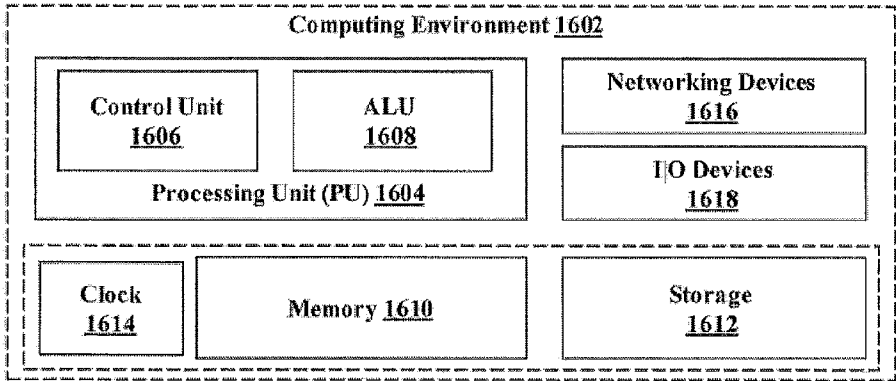 Computing Environment 1602
Control Unit
1606
ALU
1608
Processing Unit (PU) 1604
Networking Devices
1616
I/O Devices
1618
Clock
1614
Memory 1610
Storage
1612